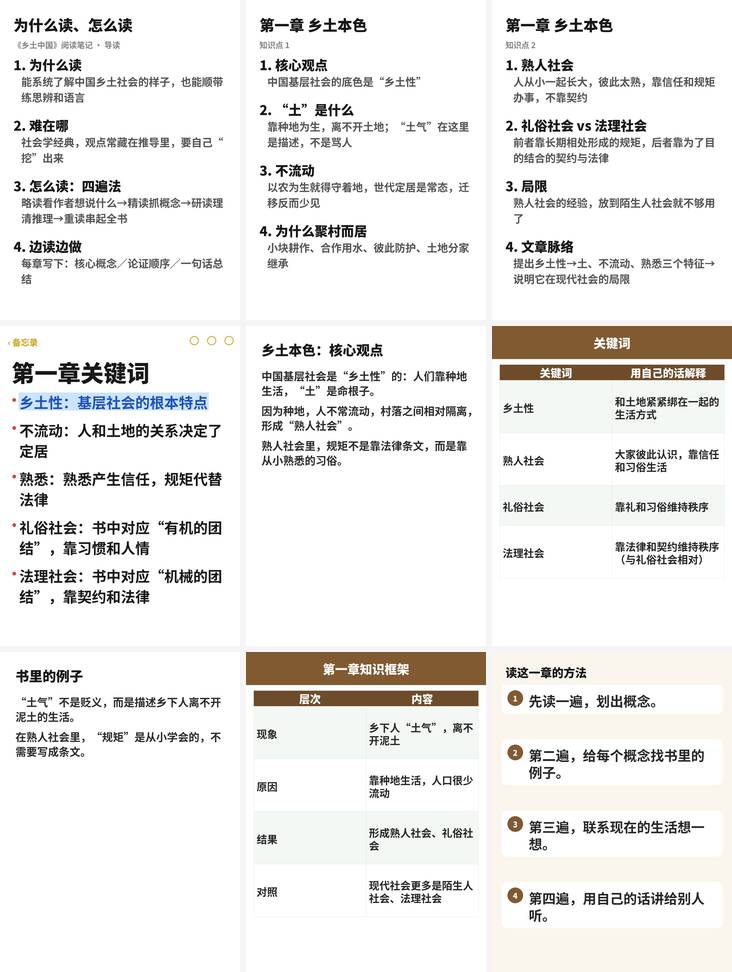 为什么读、怎么读
《乡土中国》阅读笔记 · 导读
1. 为什么读
能系统了解中国乡土社会的样子，也能顺带
练思辨和语言
2. 难在哪
社会学经典，观点常藏在推导里，要自己“
挖”出来
3. 怎么读：四遍法
略读看作者想说什么→精读抓概念→研读理
清推理→重读串起全书
4. 边读边做
每章写下：核心概念／论证顺序／一句话总
结
第一章 乡土本色
知识点 1
1. 核心观点
中国基层社会的底色是“乡土性”
2. “土”是什么
靠种地为生，离不开土地；“土气”在这里
是描述，不是骂人
3. 不流动
以农为生就得守着地，世代定居是常态，迁
移反而少见
4. 为什么聚村而居
小块耕作、合作用水、彼此防护、土地分家
继承
第一章 乡土本色
知识点 2
1. 熟人社会
人从小一起长大，彼此太熟，靠信任和规矩
办事，不靠契约
2. 礼俗社会 vs 法理社会
前者靠长期相处形成的规矩，后者靠为了目
的结合的契约与法律
3. 局限
熟人社会的经验，放到陌生人社会就不够用
了
4. 文章脉络
提出乡土性→土、不流动、熟悉三个特征→
说明它在现代社会的局限
‹ 备忘录
第一章关键词
• 乡土性：基层社会的根本特点
• 不流动：人和土地的关系决定了
定居
• 熟悉：熟悉产生信任，规矩代替
法律
• 礼俗社会：书中对应“有机的团
结”，靠习惯和人情
• 法理社会：书中对应“机械的团
结”，靠契约和法律
乡土本色：核心观点
中国基层社会是“乡土性”的：人们靠种地
生活，“土”是命根子。
因为种地，人不常流动，村落之间相对隔离，
形成“熟人社会”。
熟人社会里，规矩不是靠法律条文，而是靠
从小熟悉的习俗。
关键词
关键词 用自己的话解释
乡土性 和土地紧紧绑在一起的
生活方式
熟人社会 大家彼此认识，靠信任
和习俗生活
礼俗社会 靠礼和习俗维持秩序
法理社会 靠法律和契约维持秩序
（与礼俗社会相对）
书里的例子
“土气”不是贬义，而是描述乡下人离不开
泥土的生活。
在熟人社会里，“规矩”是从小学会的，不
需要写成条文。
第一章知识框架
层次 内容
现象 乡下人“土气”，离不
开泥土
原因 靠种地生活，人口很少
流动
结果 形成熟人社会、礼俗社
会
对照 现代社会更多是陌生人
社会、法理社会
读这一章的方法
1 先读一遍，划出概念。
2 第二遍，给每个概念找书里的
例子。
3 第三遍，联系现在的生活想一
想。
4 第四遍，用自己的话讲给别人
听。